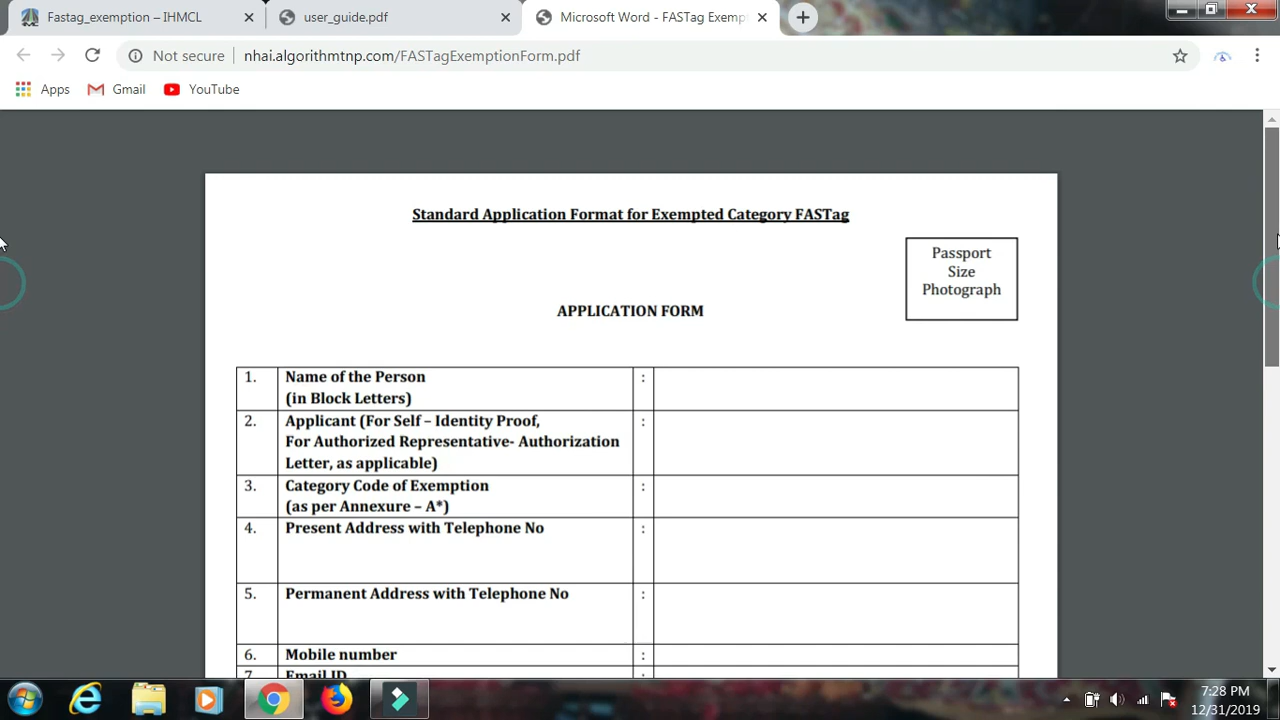 Fastag_exemption – IHMCL
user_guide.pdf
Microsoft Word - FASTag Exemp
Not secure
nhai.algorithmtnp.com/FASTagExemptionForm.pdf
Apps
Gmail
YouTube
Standard Application Format for Exempted Category FASTag
Passport
Size
Photograph
APPLICATION FORM
1. Name of the Person :
(in Block Letters)
2. Applicant (For Self – Identity Proof, :
For Authorized Representative- Authorization
Letter, as applicable)
3. Category Code of Exemption :
(as per Annexure – A*)
4. Present Address with Telephone No :
5. Permanent Address with Telephone No :
6. Mobile number :
7. Email ID :
7:28 PM
12/31/2019